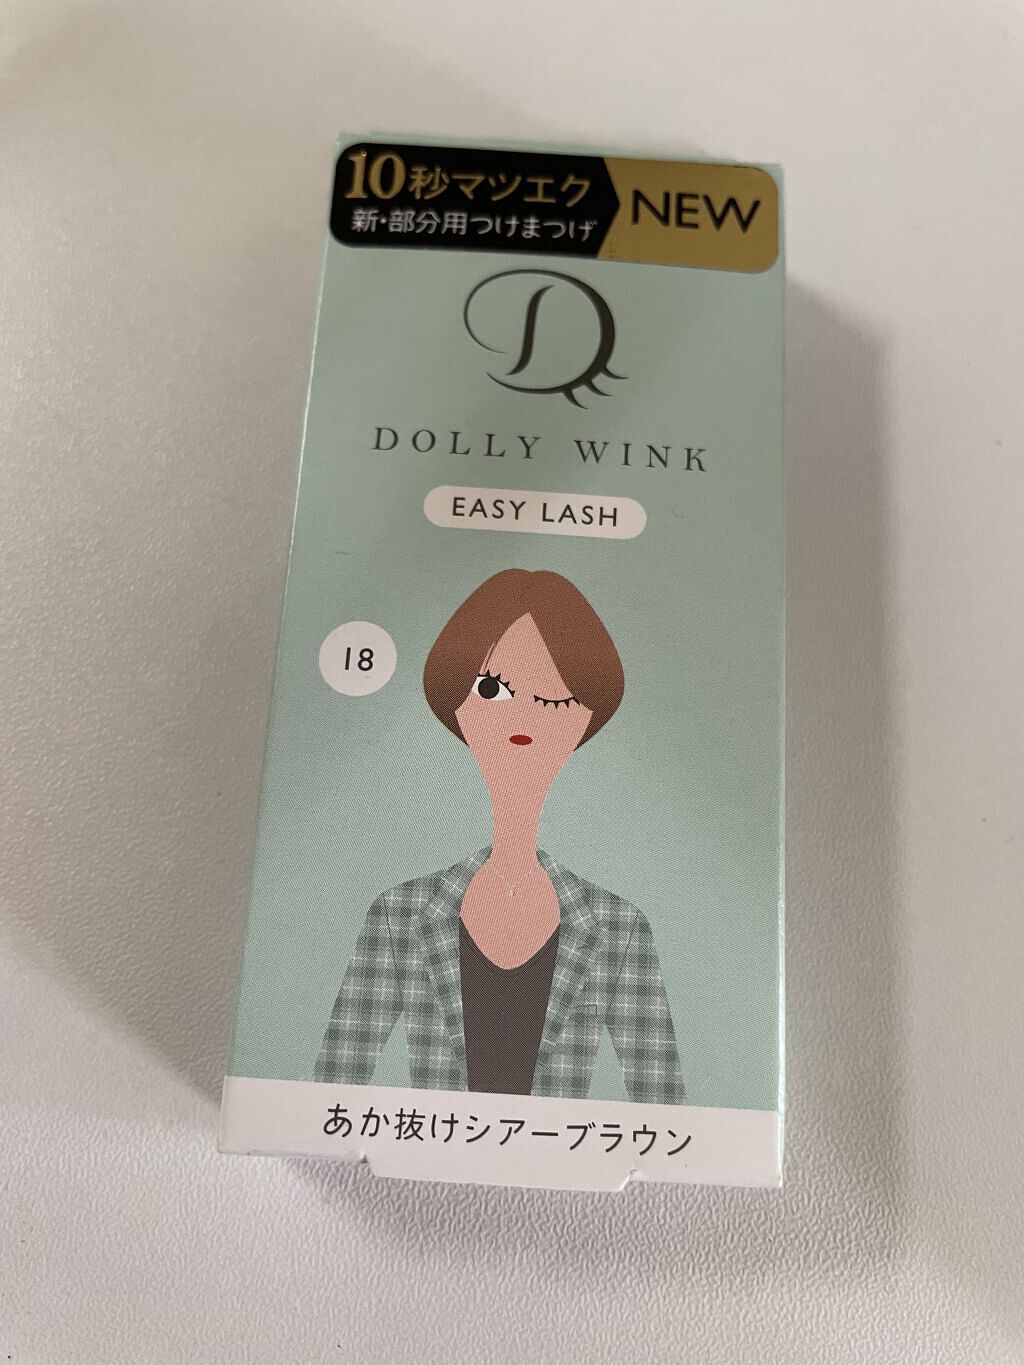 10秒マツエク
新・部分用つけまつげ
NEW
D
DOLLY WINK
EASY LASH
18
あか抜けシアーブラウン